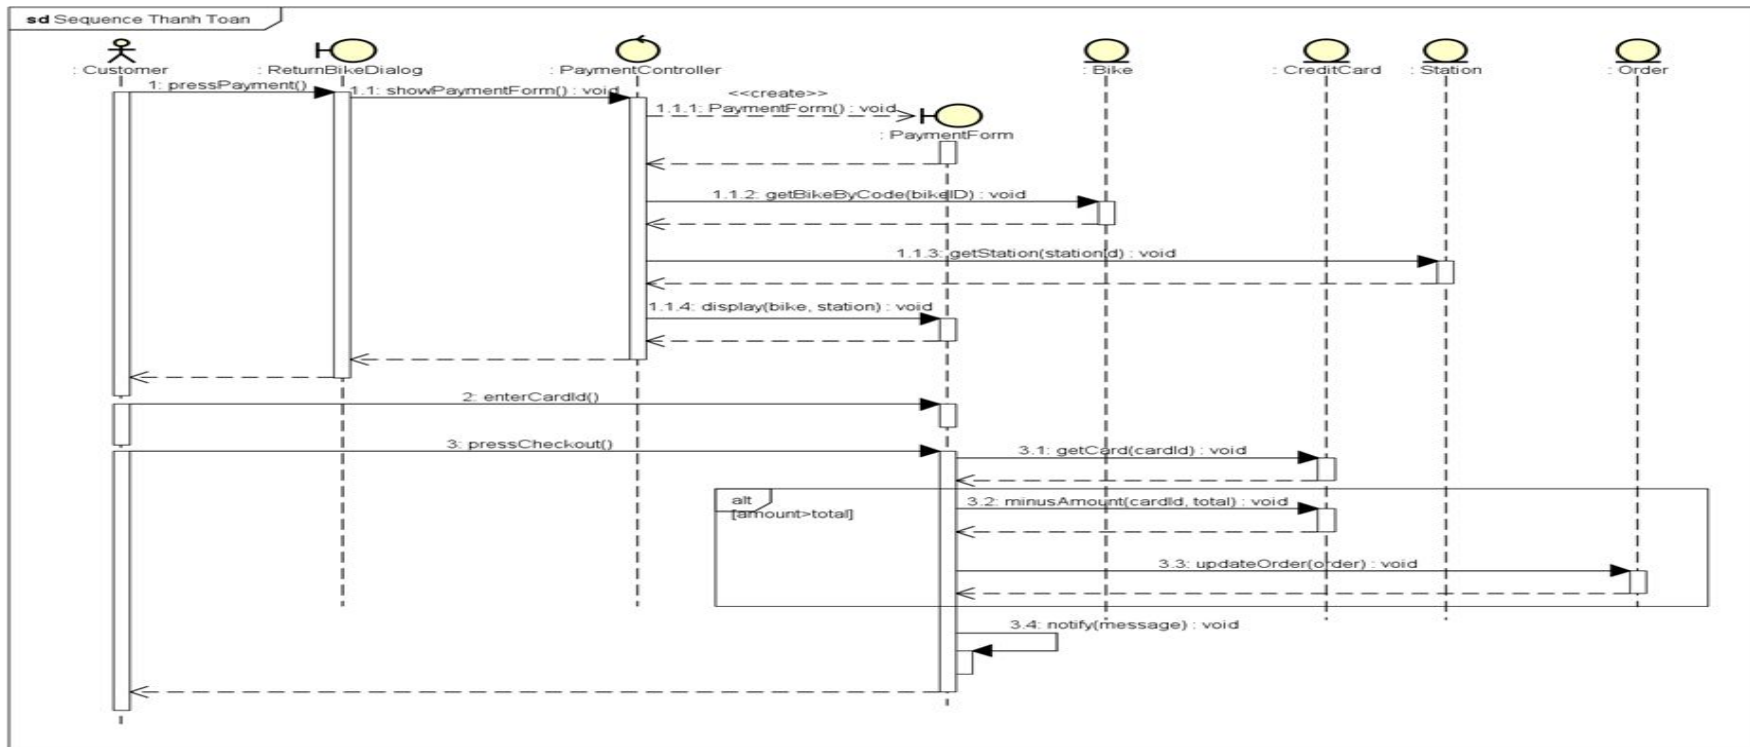 sd Sequence Thanh Toan
: Customer
: ReturnBikeDialog
: PaymentController
: Bike
: CreditCard
: Station
: Order
1: pressPayment()
1.1: showPaymentForm() : void
<<create>>
1.1.1: PaymentForm() : void
: PaymentForm
1.1.2: getBikeByCode(bikeID) : void
1.1.3: getStation(stationId) : void
1.1.4: display(bike, station) : void
2: enterCardId()
3: pressCheckout()
3.1: getCard(cardId) : void
alt
[amount>total]
3.2: minusAmount(cardId, total) : void
3.3: updateOrder(order) : void
3.4: notify(message) : void